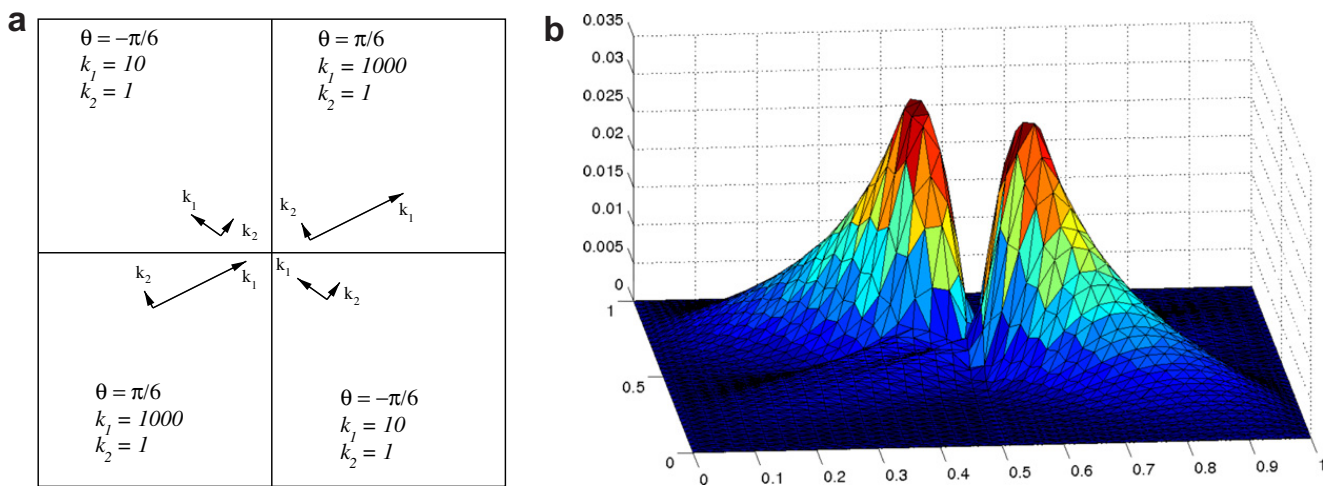 a
θ = −π/6
k₁ = 10
k₂ = 1
θ = π/6
k₁ = 1000
k₂ = 1
k₁
k₂
k₂
k₁
k₂
k₁
k₁
k₂
θ = π/6
k₁ = 1000
k₂ = 1
θ = −π/6
k₁ = 10
k₂ = 1
b
0.035
0.03
0.025
0.02
0.015
0.01
0.005
0
1
0.5
0
0 0.1 0.2 0.3 0.4 0.5 0.6 0.7 0.8 0.9 1